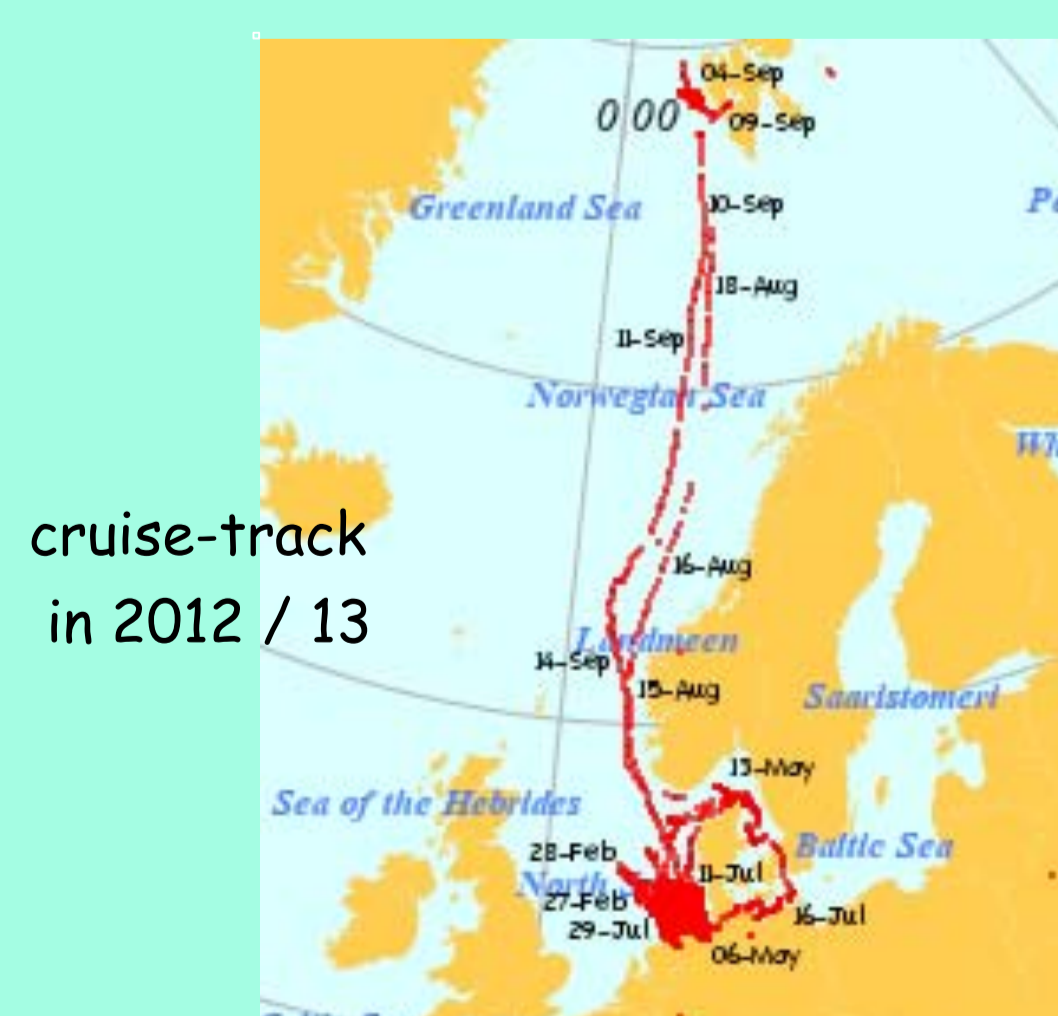 04-Sep
0 00
09-Sep
Greenland Sea
10-Sep
18-Aug
11-Sep
Norwegian Sea
cruise-track
in 2012 / 13
16-Aug
Landmeen
14-Sep
15-Aug
Saaristomeri
13-May
Sea of the Hebrides
Baltic Sea
28-Feb
11-Jul
North
27-Feb
16-Jul
29-Jul
06-May